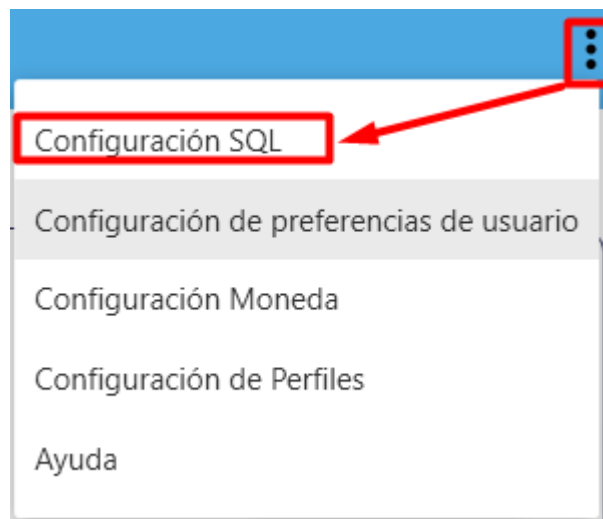 Configuración SQL
Configuración de preferencias de usuario
Configuración Moneda
Configuración de Perfiles
Ayuda